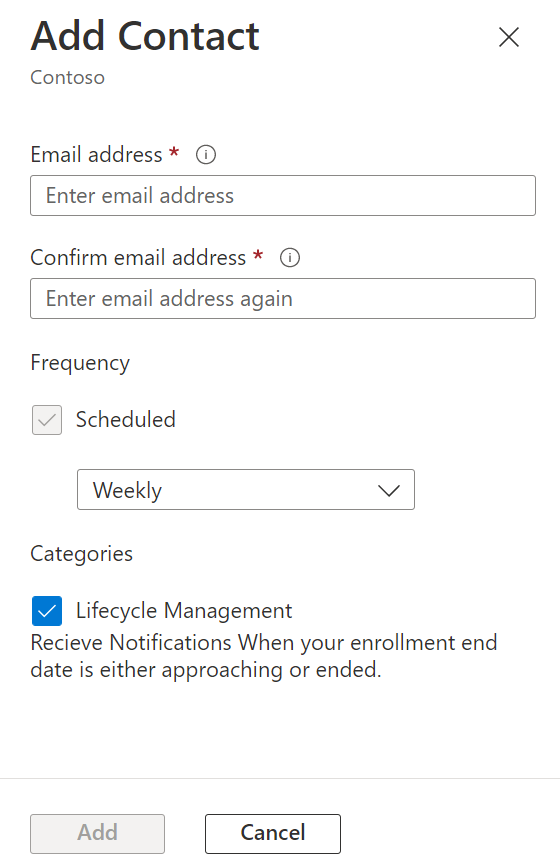 Add Contact
Contoso
Email address *
Enter email address
Confirm email address *
Enter email address again
Frequency
Scheduled
Weekly
Categories
Lifecycle Management
Recieve Notifications When your enrollment end
date is either approaching or ended.
Add
Cancel